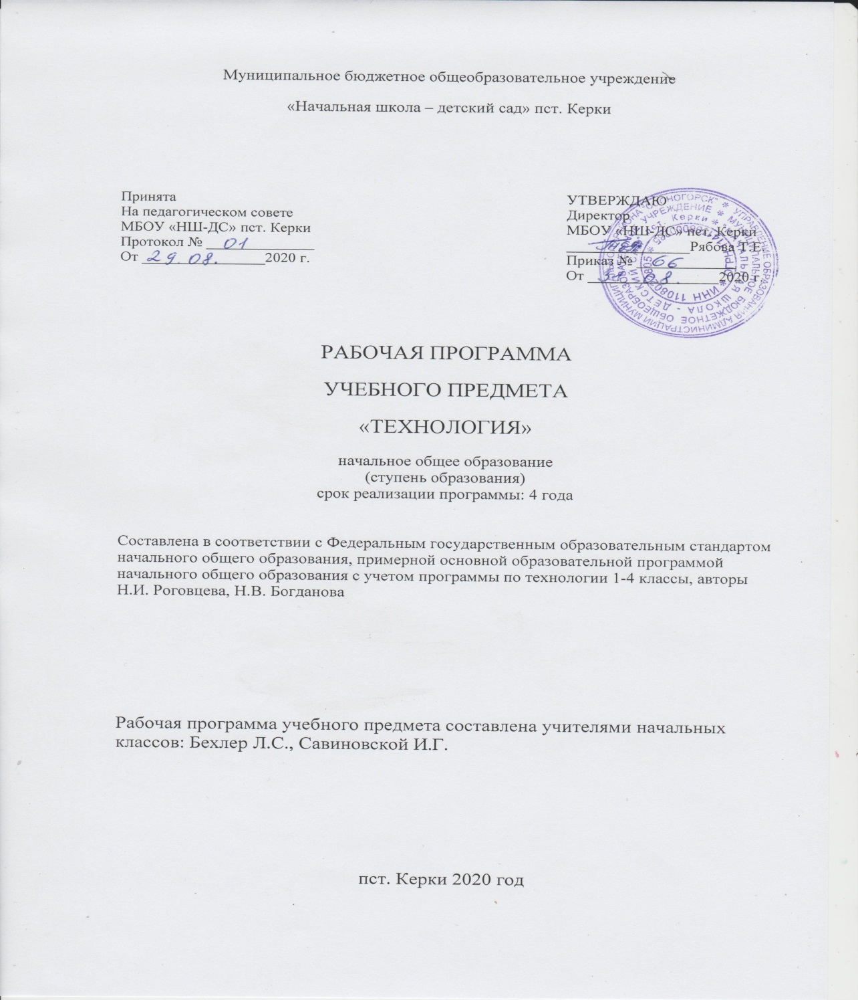 Муниципальное бюджетное общеобразовательное учреждение
«Начальная школа – детский сад» пст. Керки
Принята
На педагогическом совете
МБОУ «НШ-ДС» пст. Керки
Протокол № 01
От 29.08. 2020 г.
УТВЕРЖДАЮ
Директор
МБОУ «НШ-ДС» пст. Керки
Рябова Т.Е.
Приказ № 66
От 31 08. 2020 г.
РАБОЧАЯ ПРОГРАММА
УЧЕБНОГО ПРЕДМЕТА
«ТЕХНОЛОГИЯ»
начальное общее образование
(ступень образования)
срок реализации программы: 4 года
Составлена в соответствии с Федеральным государственным образовательным стандартом
начального общего образования, примерной основной образовательной программой
начального общего образования с учетом программы по технологии 1-4 классы, авторы
Н.И. Роговцева, Н.В. Богданова
Рабочая программа учебного предмета составлена учителями начальных
классов: Бехлер Л.С., Савиновской И.Г.
пст. Керки 2020 год